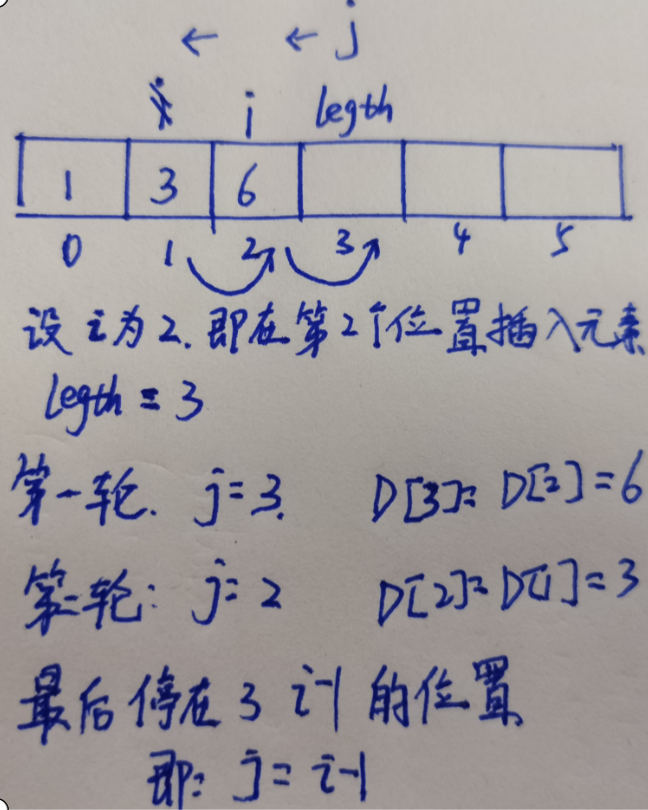 ← ← j
j length
1 3 6
0 1 2 3 4 5
设i为2.即在第2个位置插入元素
legth = 3
第一轮. j=3. D[3]= D[2]=6
第二轮: j=2 D[2]=D[1]=3
最后停在3 i-1的位置
即: j= i-1